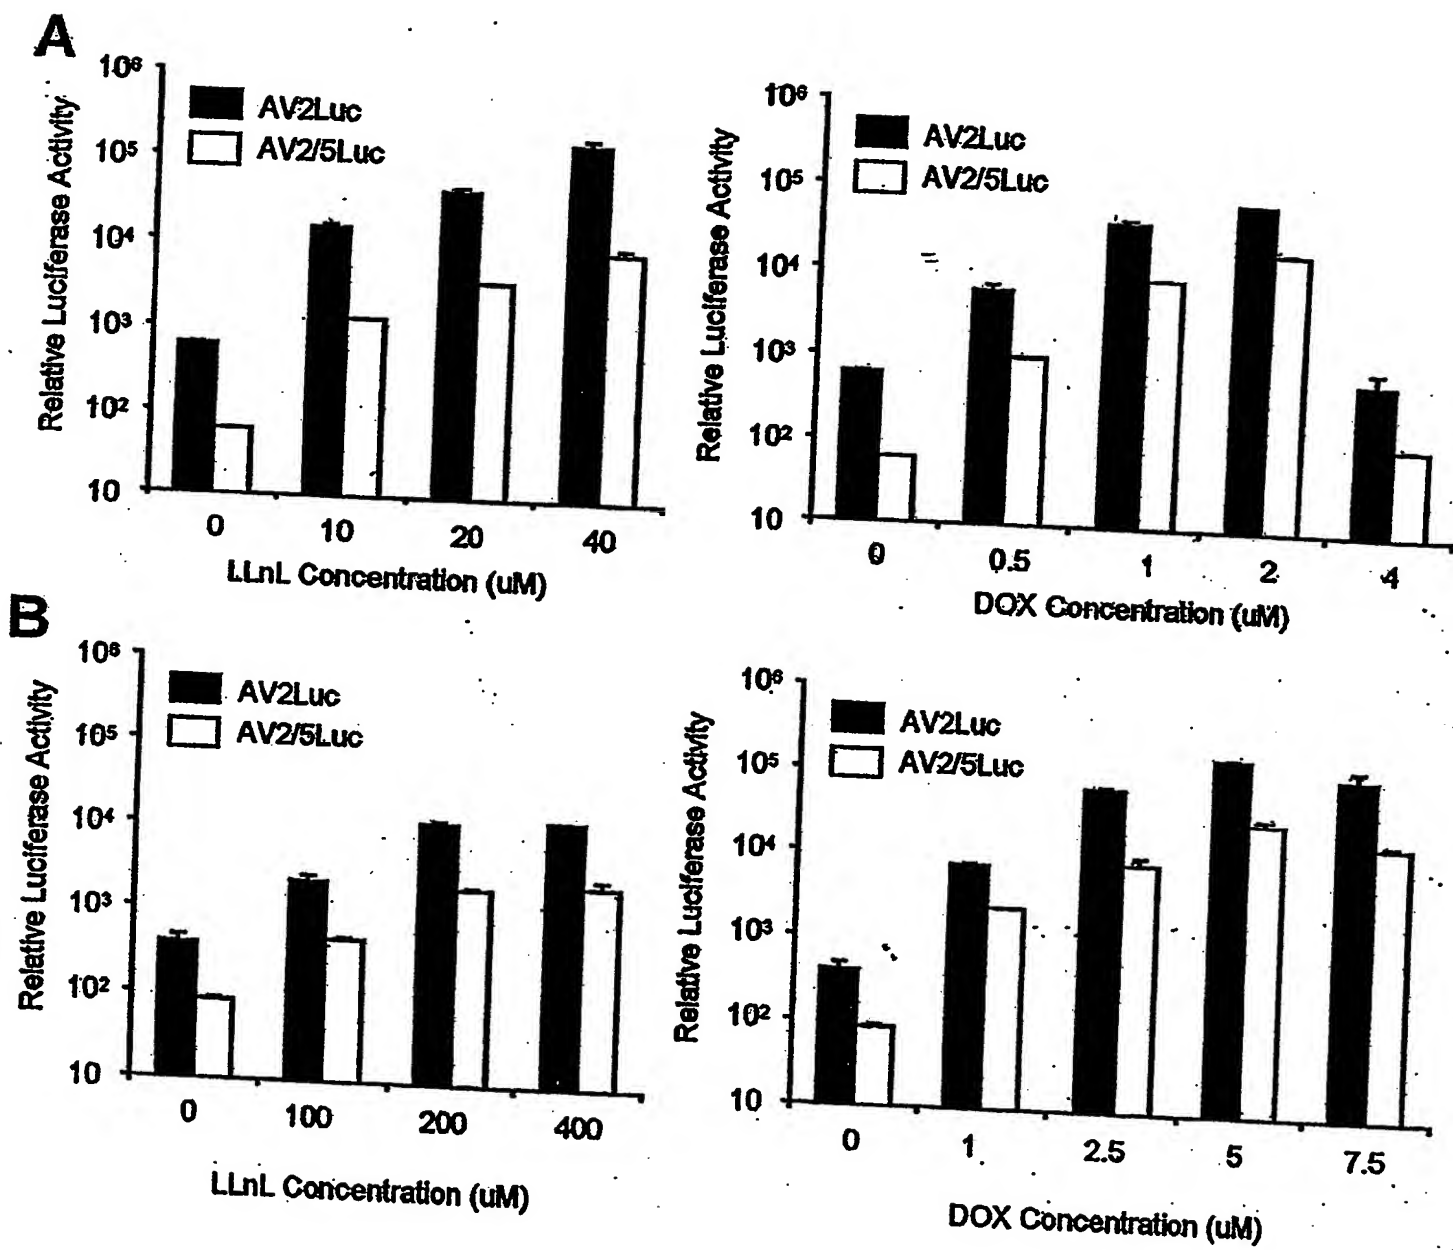 A
Relative Luciferase Activity
10⁶
10⁵
10⁴
10³
10²
10
AV2Luc
AV2/5Luc
0 10 20 40
LLnL Concentration (uM)
Relative Luciferase Activity
10⁶
10⁵
10⁴
10³
10²
10
AV2Luc
AV2/5Luc
0 0.5 1 2 4
DOX Concentration (uM)
B
Relative Luciferase Activity
10⁶
10⁵
10⁴
10³
10²
10
AV2Luc
AV2/5Luc
0 100 200 400
LLnL Concentration (uM)
Relative Luciferase Activity
10⁶
10⁵
10⁴
10³
10²
10
AV2Luc
AV2/5Luc
0 1 2.5 5 7.5
DOX Concentration (uM)